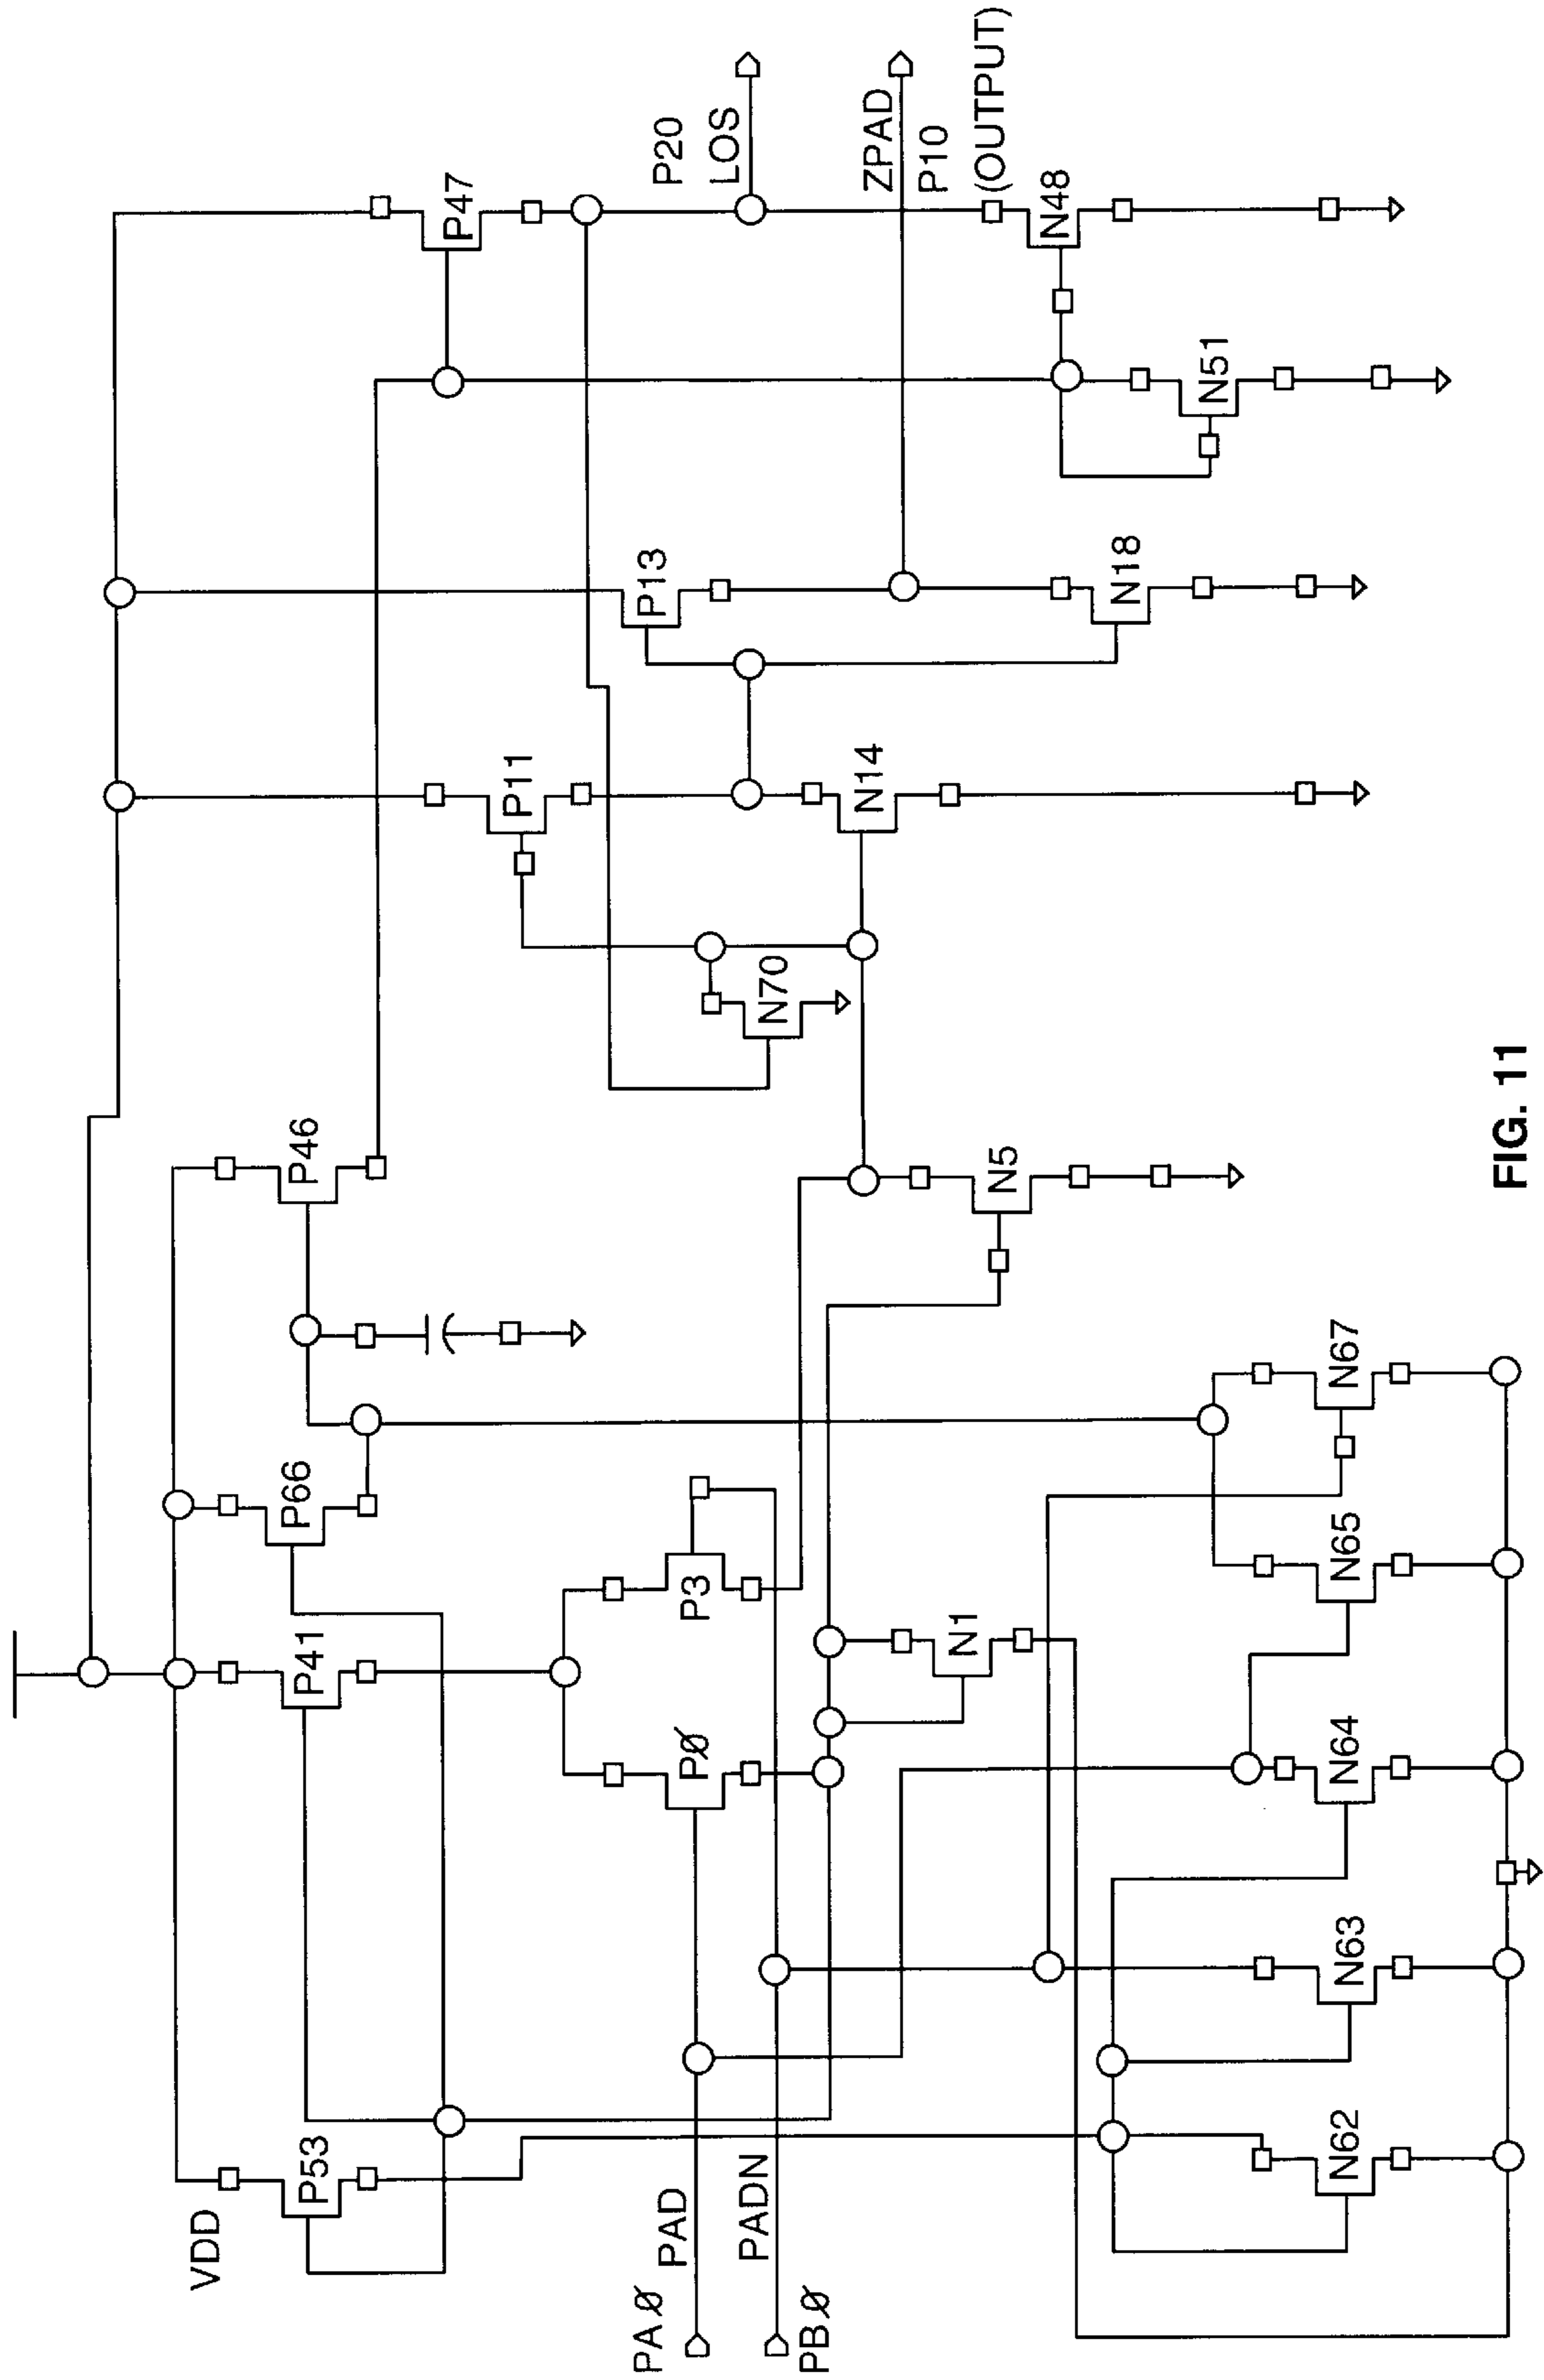 VDD
P53
P41
P66
P46
P47
P11
P13
P20
LOS
ZPAD
P10
(OUTPUT)
PAØ
PAD
PADN
PBØ
PØ
P3
N70
N14
N18
N48
N1
N5
N51
N62
N63
N64
N65
N67
FIG. 11